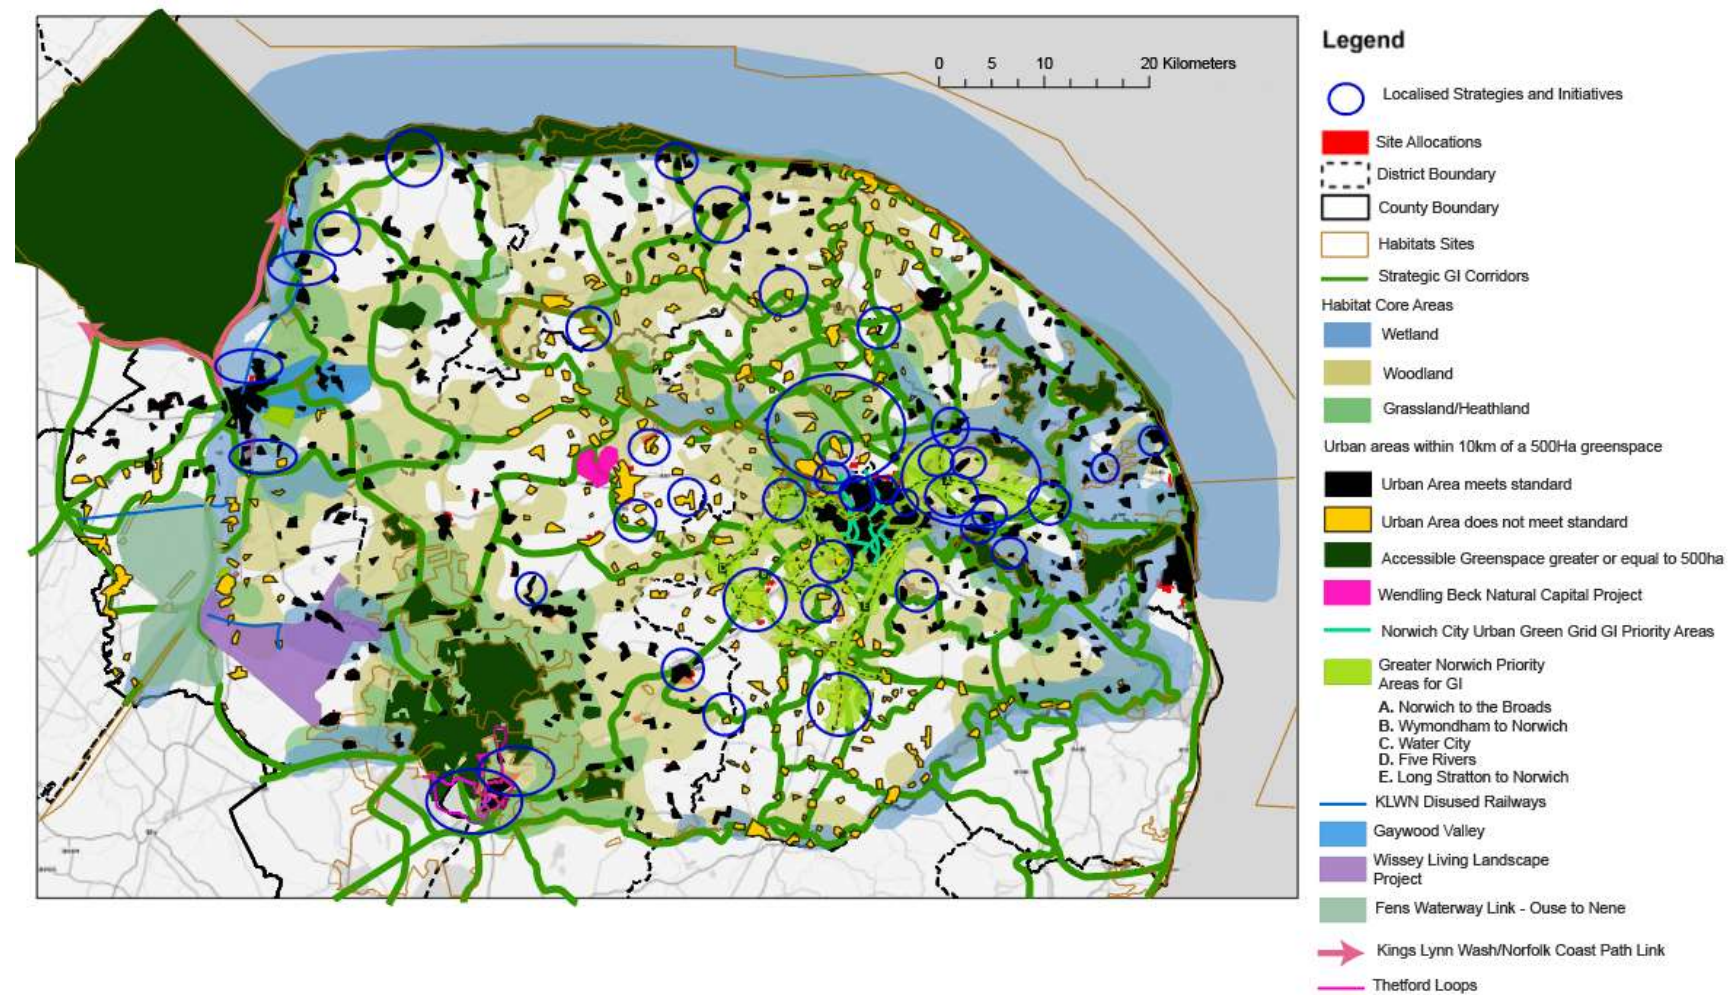 Legend
0 5 10 20 Kilometers
Localised Strategies and Initiatives
Site Allocations
District Boundary
County Boundary
Habitats Sites
Strategic GI Corridors
Habitat Core Areas
Wetland
Woodland
Grassland/Heathland
Urban areas within 10km of a 500Ha greenspace
Urban Area meets standard
Urban Area does not meet standard
Accessible Greenspace greater or equal to 500ha
Wendling Beck Natural Capital Project
Norwich City Urban Green Grid GI Priority Areas
Greater Norwich Priority
Areas for GI
A. Norwich to the Broads
B. Wymondham to Norwich
C. Water City
D. Five Rivers
E. Long Stratton to Norwich
KLWN Disused Railways
Gaywood Valley
Wissey Living Landscape
Project
Fens Waterway Link - Ouse to Nene
Kings Lynn Wash/Norfolk Coast Path Link
Thetford Loops